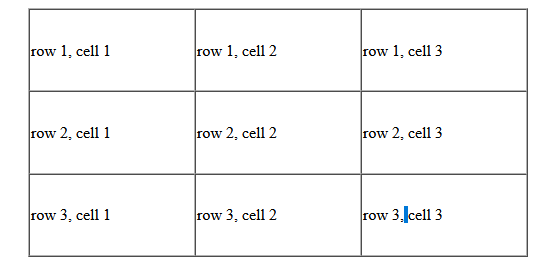 row 1, cell 1 row 1, cell 2 row 1, cell 3
row 2, cell 1 row 2, cell 2 row 2, cell 3
row 3, cell 1 row 3, cell 2 row 3, cell 3